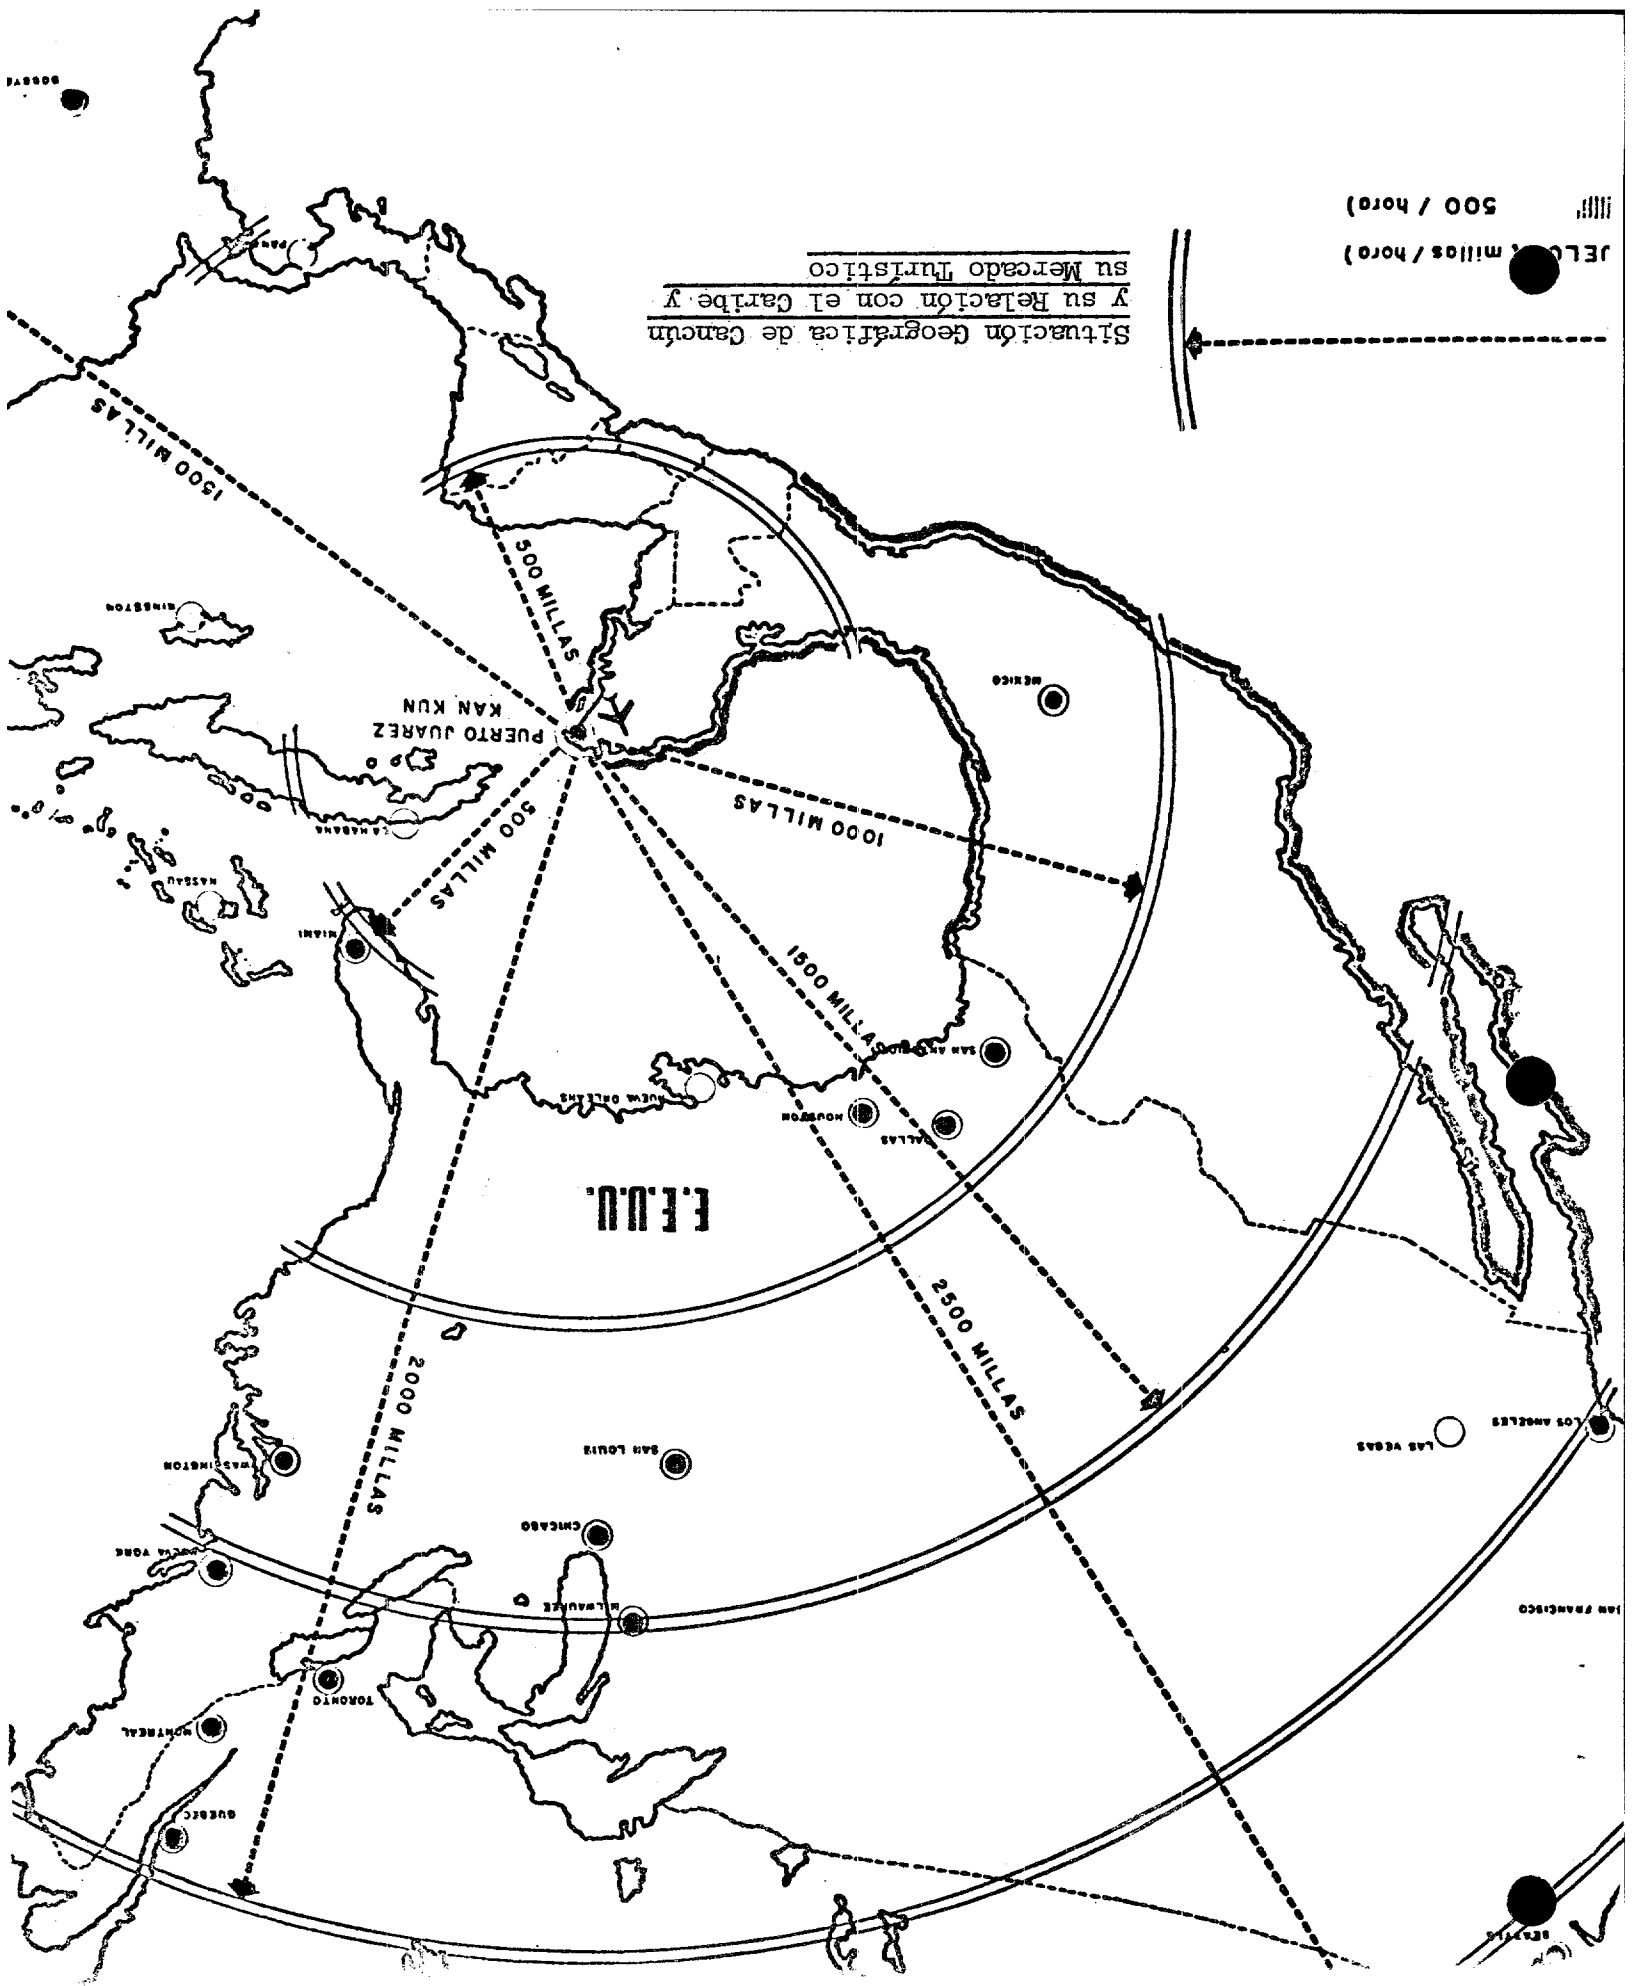 SEATTLE
QUEBEC
MONTREAL
TORONTO
SAN FRANCISCO
MILWAUKEE
NUEVA YORK
CHICAGO
SAN LOUIS
WASHINGTON
LAS VEGAS
LOS ANGELES
2000 MILLAS
2500 MILLAS
E.E.U.U.
DALLAS
HOUSTON
NUEVA ORLEANS
SAN ANTONIO
1500 MILLA
MIAMI
NASSAU
500 MILLAS
LA HABANA
1000 MILLAS
PUERTO JUAREZ
KAN KUN
MEXICO
KINGSTON
500 MILLAS
1500 MILLAS
Situación Geográfica de Cancún
y su Relación con el Caribe y
su Mercado Turístico
millas / hora)
500 / hora)